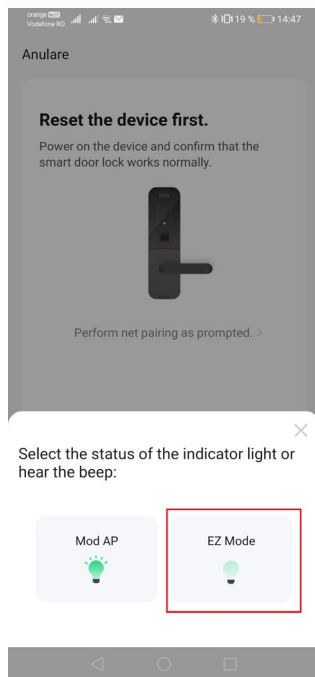 orange VoLTE
Vodafone RO
19 % 14:47
Anulare
Reset the device first.
Power on the device and confirm that the
smart door lock works normally.
Perform net pairing as prompted. >
Select the status of the indicator light or
hear the beep:
Mod AP
EZ Mode